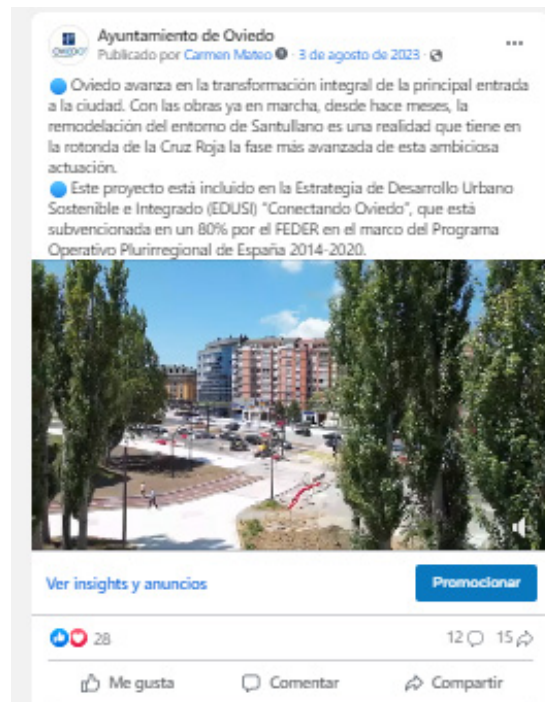 Ayuntamiento de Oviedo
Publicado por Carmen Mateo · 3 de agosto de 2023 ·
Oviedo avanza en la transformación integral de la principal entrada
a la ciudad. Con las obras ya en marcha, desde hace meses, la
remodelación del entorno de Santullano es una realidad que tiene en
la rotonda de la Cruz Roja la fase más avanzada de esta ambiciosa
actuación.
Este proyecto está incluido en la Estrategia de Desarrollo Urbano
Sostenible e Integrado (EDUSI) "Conectando Oviedo", que está
subvencionada en un 80% por el FEDER en el marco del Programa
Operativo Plurirregional de España 2014-2020.
Ver insights y anuncios
Promocionar
28
12 15
Me gusta Comentar Compartir